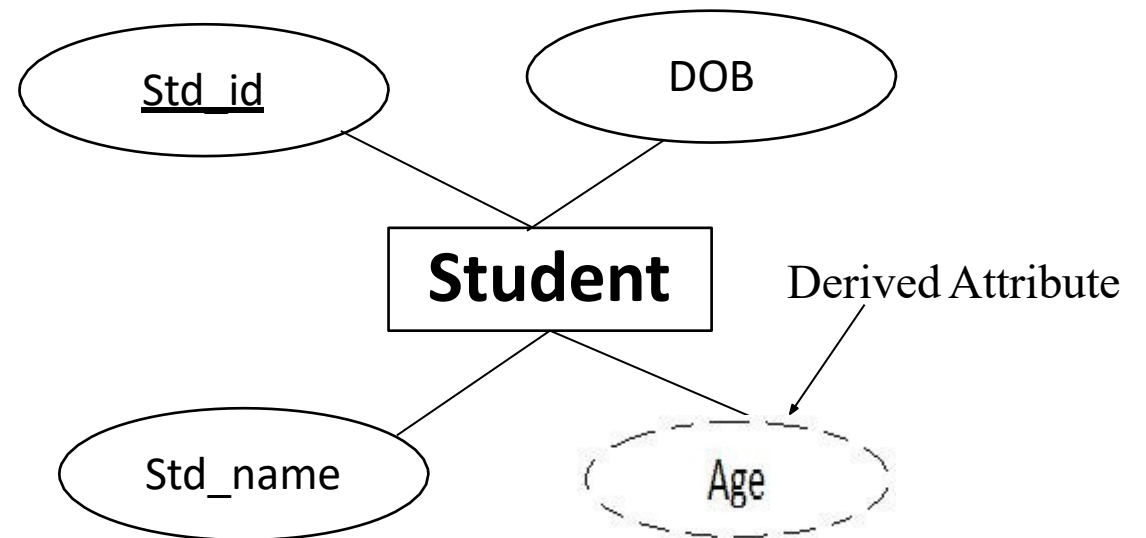 Std_id
DOB
Student
Derived Attribute
Std_name
Age